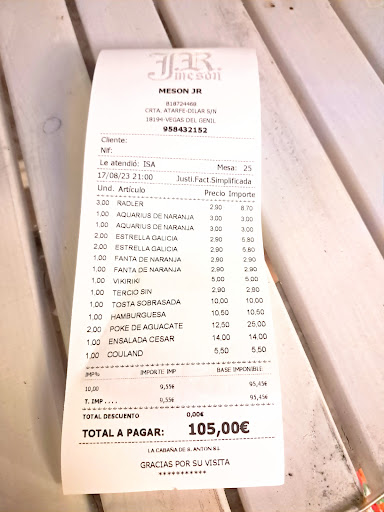 J.R.
meson
MESON JR
B18724468
CRTA. ATARFE-DILAR S/N
18194-VEGAS DEL GENIL
958432152
Cliente:
Nif:
Le atendió: ISA Mesa: 25
17/08/23 21:00 Justi.Fact.Simplificada
Und. Artículo Precio Importe
3,00 RADLER 2,90 8,70
1,00 AQUARIUS DE NARANJA 3,00 3,00
1,00 AQUARIUS DE NARANJA 3,00 3,00
2,00 ESTRELLA GALICIA 2,90 5,80
2,00 ESTRELLA GALICIA 2,90 5,80
1,00 FANTA DE NARANJA 2,90 2,90
1,00 FANTA DE NARANJA 2,90 2,90
1,00 VIKIRIKI 5,00 5,00
1,00 TERCIO SIN 2,90 2,90
1,00 TOSTA SOBRASADA 10,00 10,00
1,00 HAMBURGUESA 10,50 10,50
2,00 POKE DE AGUACATE 12,50 25,00
1,00 ENSALADA CESAR 14,00 14,00
1,00 COULAND 5,50 5,50
IMP% IMPORTE IMP BASE IMPONIBLE
10,00 9,55€ 95,45€
T. IMP . . . . 9,55€ 95,45€
TOTAL DESCUENTO 0,00€
TOTAL A PAGAR: 105,00€
LA CABAÑA DE B. ANTON S.L
GRACIAS POR SU VISITA
***********